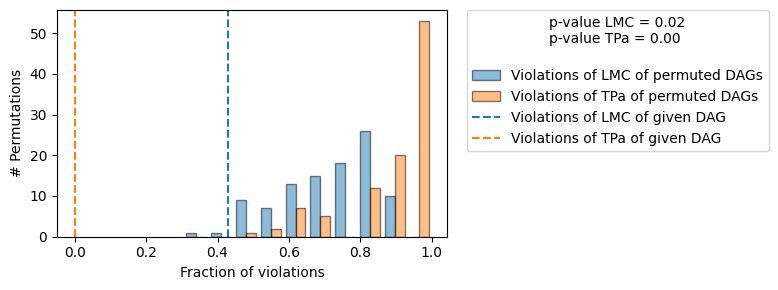 50
40
30
20
10
0
# Permutations
0.0 0.2 0.4 0.6 0.8 1.0
Fraction of violations
p-value LMC = 0.02
p-value TPa = 0.00
Violations of LMC of permuted DAGs
Violations of TPa of permuted DAGs
Violations of LMC of given DAG
Violations of TPa of given DAG